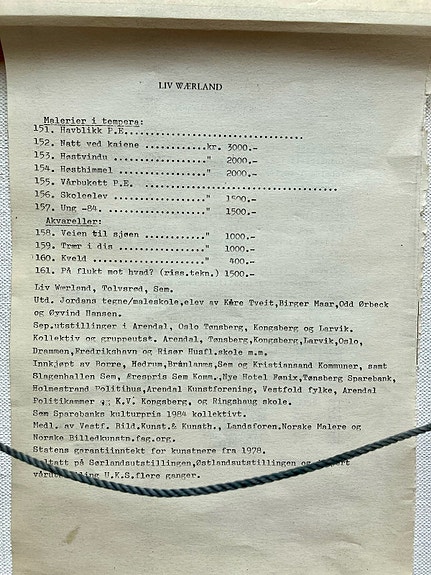 LIV WÆRLAND
Malerier i tempera:
151. Havblikk P.E.......................................
152. Natt ved kaiene ...........kr. 3000.-
153. Høstvindu .................." 2000.-
154. Høsthimmel ................." 2000.-
155. Vårbukett P.E. ......................................
156. Skoleelev .................." 1500.-
157. Ung -84. ..................." 1500.-
Akvareller:
158. Veien til sjøen ............" 1000.-
159. Trær i dis ................." 1000.-
160. Kveld ......................" 400.-
161. På flukt mot hvad? (riss.tekn.) 1500.-
Liv Wærland, Tolvsrød, Sem.
Utd. Jordans tegne/maleskole,elev av Kåre Tveit,Birger Maar,Odd Ørbeck
og Øyvind Hansen.
Sep.utstillinger i Arendal, Oslo Tønsberg, Kongsberg og Larvik.
Kollektiv og gruppeutst. Arendal, Tønsberg,Kongsberg,Larvik,Oslo,
Drammen,Fredrikshavn og Risør Husfl.skole m.m.
Innkjøpt av Borre, Hedrum,Brånlanes,Sem og Kristiansand Kommuner, samt
Slagenhallen Sem, ærespris Sem Komm.,Nye Hotel Fønix,Tønsberg Sparebank,
Holmestrand Politihus,Arendal Kunstforening, Vestfold fylke, Arendal
Politikammer og K.V. Kongsberg, og Ringshaug skole.
Sem Sparebanks kulturpris 1984 kollektivt.
Medl. av Vestf. Bild.Kunst.& Kunsth., Landsforen.Norske Malere og
Norske Billedkunstn.fag.org.
Statens garantiinntekt for kunstnere fra 1978.
Deltatt på Sørlandsutstillingen,Østlandsutstillingen og
U.K.S.flere ganger.